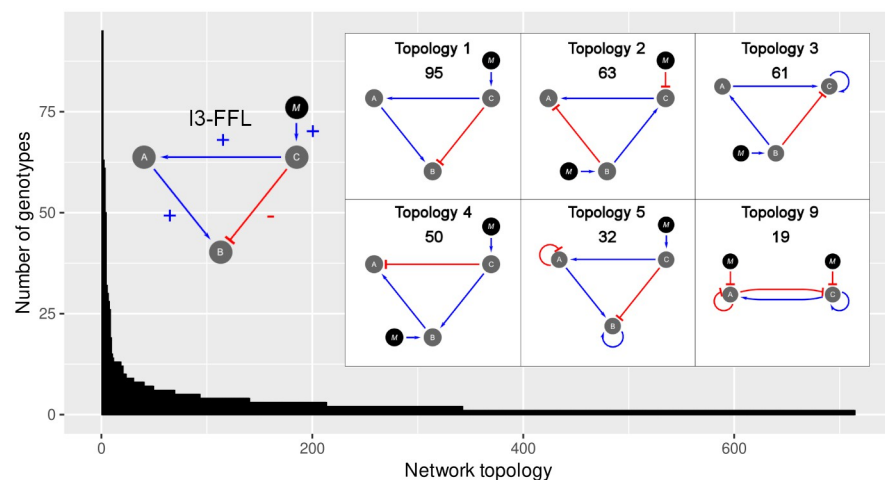 Number of genotypes
75
50
25
0
0
200
400
600
Network topology
I3-FFL
M
+
+
A
C
+
-
B
Topology 1
95
M
A
C
B
Topology 2
63
M
A
C
M
B
Topology 3
61
A
C
M
B
Topology 4
50
M
A
C
M
B
Topology 5
32
M
A
C
B
Topology 9
19
M
M
A
C